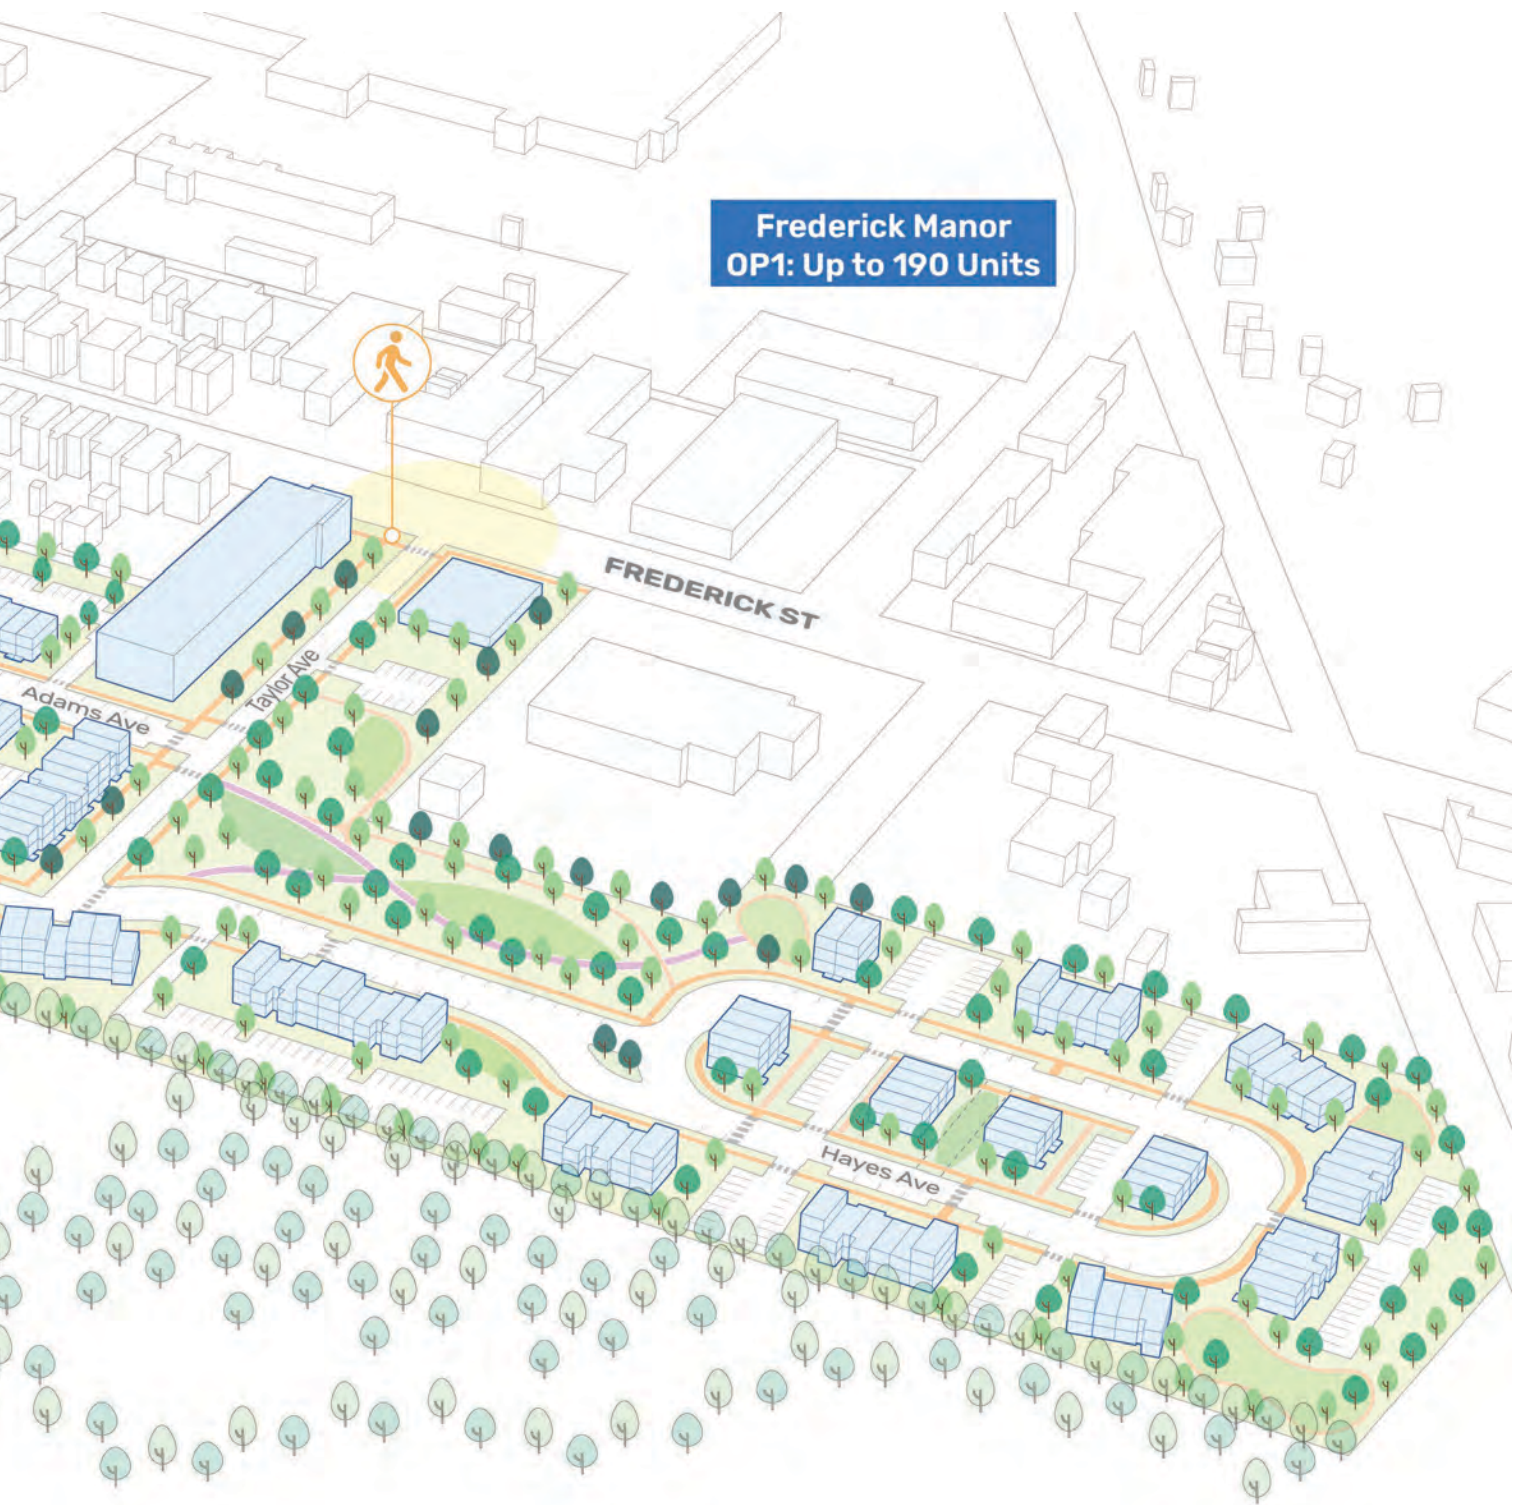 Frederick Manor
OP1: Up to 190 Units
FREDERICK ST
Taylor Ave
Adams Ave
Hayes Ave